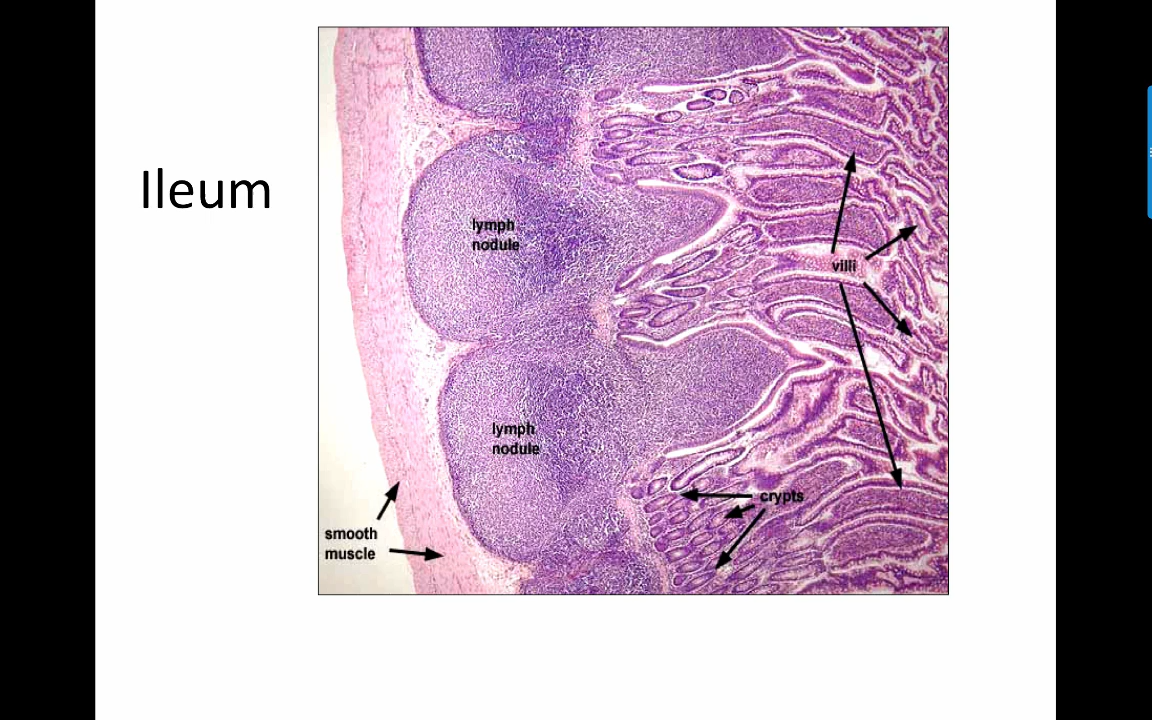 Ileum
lymph
nodule
villi
lymph
nodule
crypts
smooth
muscle